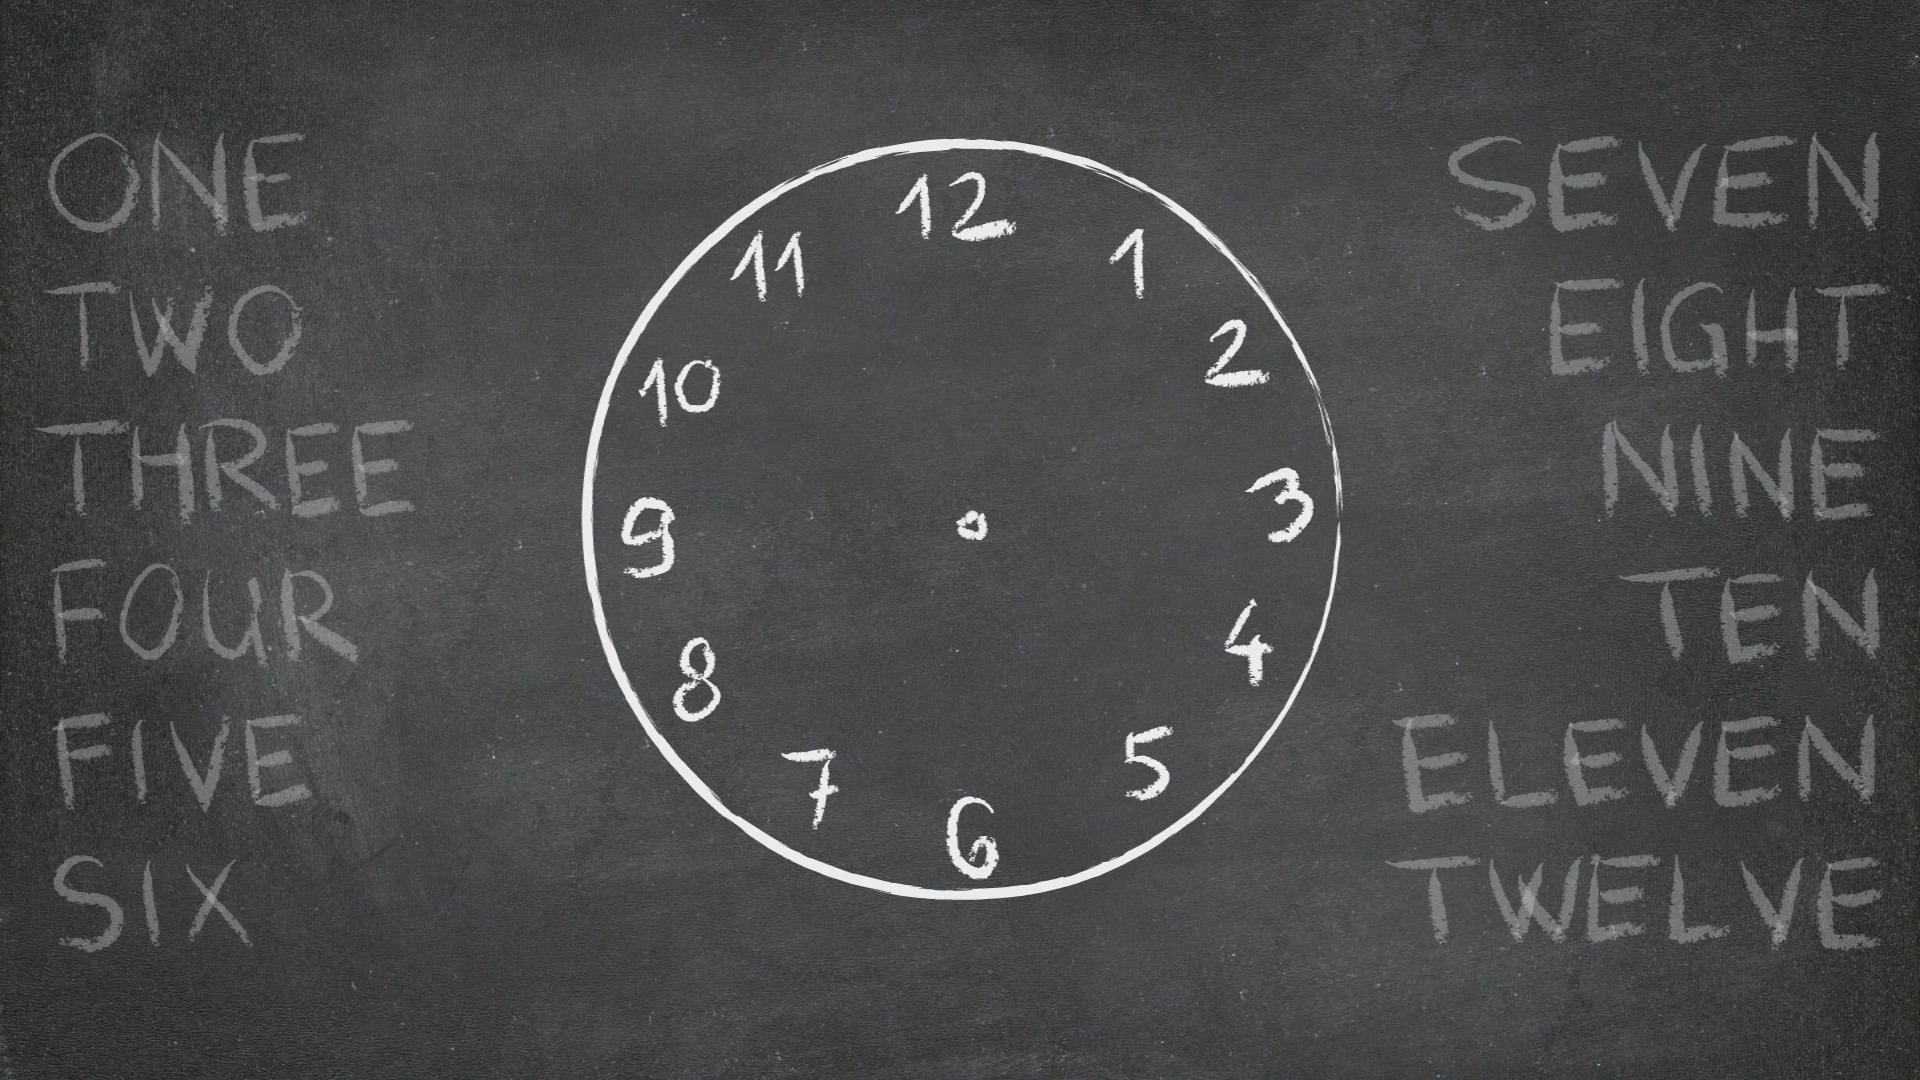 ONE
TWO
THREE
FOUR
FIVE
SIX
12
1
2
3
4
5
6
7
8
9
10
11
SEVEN
EIGHT
NINE
TEN
ELEVEN
TWELVE